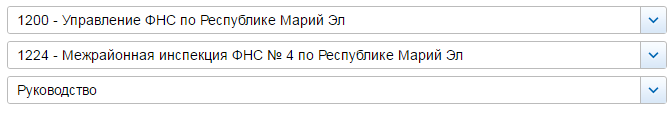 1200 - Управление ФНС по Республике Марий Эл
1224 - Межрайонная инспекция ФНС № 4 по Республике Марий Эл
Руководство